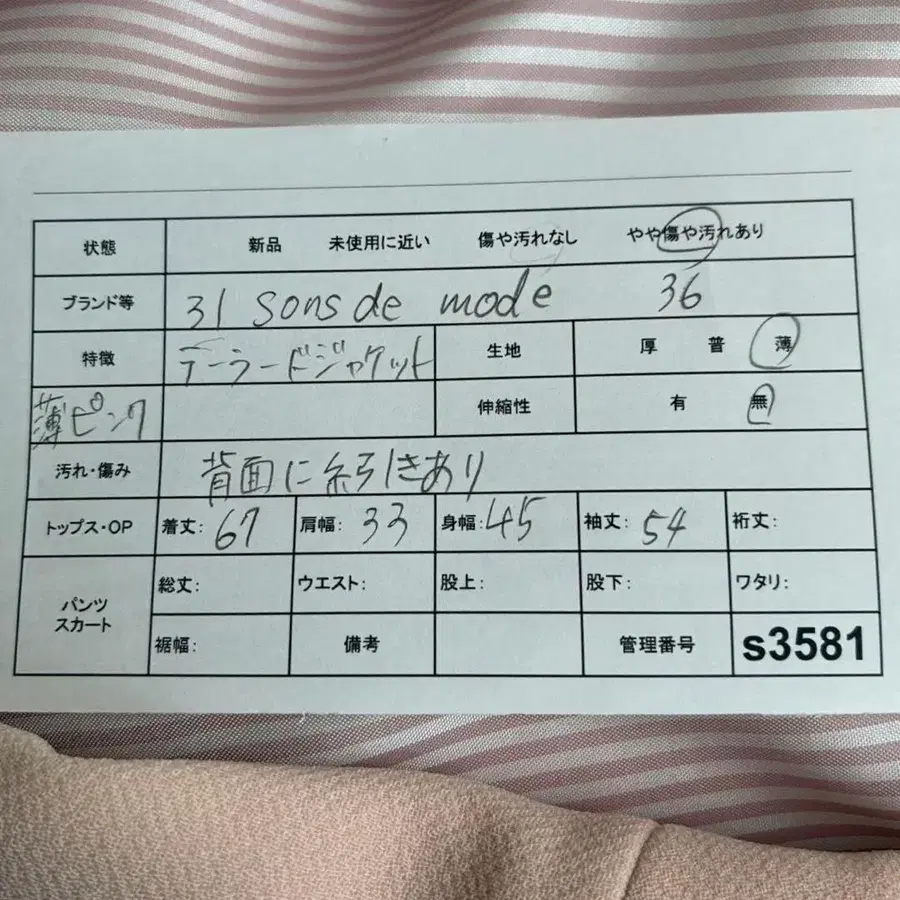 状態 新品 未使用に近い 傷や汚れなし やや傷や汚れあり
ブランド等 31 sons de mode 36
特徴 テーラードジャケット 生地 厚 普 薄
薄ピンク 伸縮性 有 無
汚れ・傷み 背面に糸引きあり
トップス・OP 着丈: 67 肩幅: 33 身幅: 45 袖丈: 54 裄丈:
パンツ スカート 総丈: ウエスト: 股上: 股下: ワタリ:
裾幅: 備考 管理番号 s3581